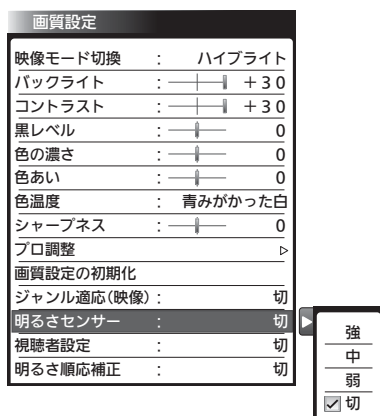 画質設定
映像モード切換 : ハイブライト
バックライト : +30
コントラスト : +30
黒レベル : 0
色の濃さ : 0
色あい : 0
色温度 : 青みがかった白
シャープネス : 0
プロ調整
画質設定の初期化
ジャンル適応(映像) : 切
明るさセンサー : 切
視聴者設定 : 切
明るさ順応補正 : 切
強
中
弱
切